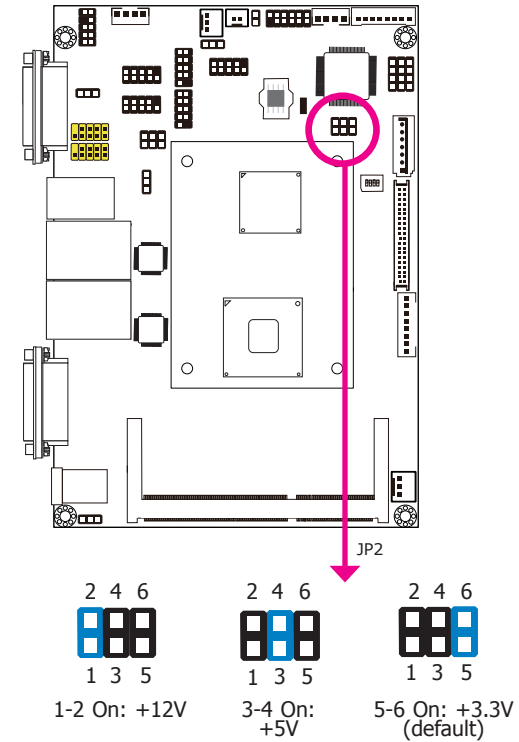 JP2
2 4 6
1 3 5
1-2 On: +12V
2 4 6
1 3 5
3-4 On:
+5V
2 4 6
1 3 5
5-6 On: +3.3V
(default)